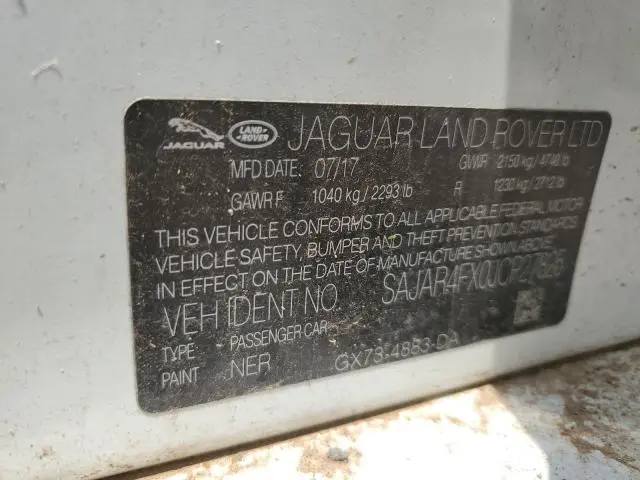 JAGUAR LAND ROVER JAGUAR LAND ROVER LTD
MFD DATE: 07/17 GVWR 2150 kg / 4740 lb
GAWR F 1040 kg / 2293 lb R 1230 kg / 2712 lb
THIS VEHICLE CONFORMS TO ALL APPLICABLE FEDERAL MOTOR
VEHICLE SAFETY, BUMPER AND THEFT PREVENTION STANDARDS
IN EFFECT ON THE DATE OF MANUFACTURE SHOWN ABOVE
VEH IDENT NO SAJAR4FX0JCP27323
TYPE PASSENGER CAR
PAINT NER GX73-4883-DA